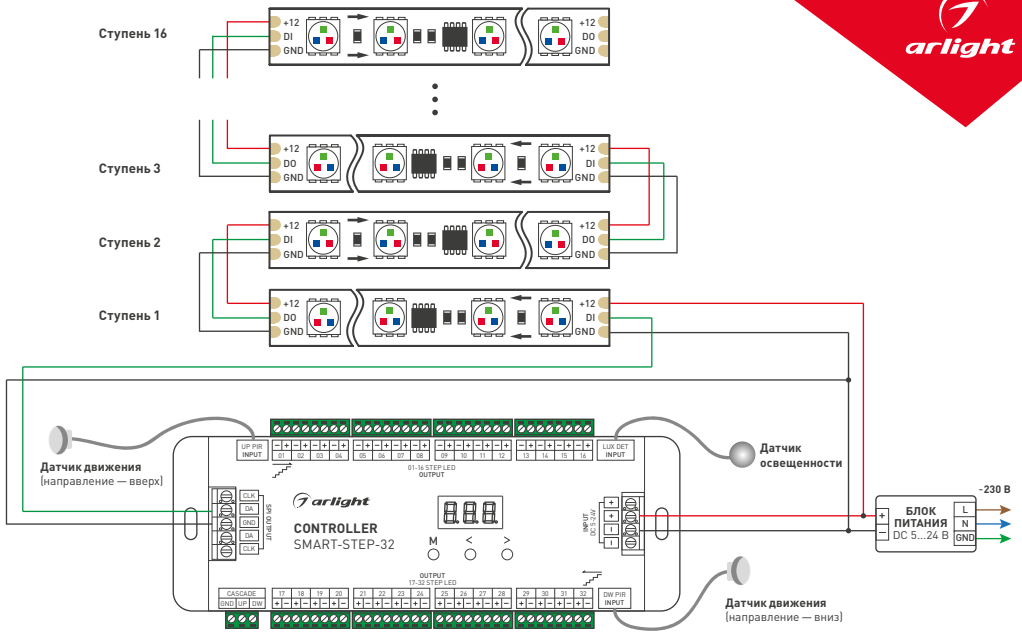 arlight
Ступень 16
+12
DI
GND
+12
DO
GND
Ступень 3
+12
DO
GND
+12
DI
GND
Ступень 2
+12
DI
GND
+12
DO
GND
Ступень 1
+12
DO
GND
+12
DI
GND
Датчик движения
(направление — вверх)
UP PIR
INPUT
- + - + - + - +
01 02 03 04
- + - + - + - +
05 06 07 08
- + - + - + - +
09 10 11 12
- + - + - + - +
13 14 15 16
LUX DET
INPUT
01-16 STEP LED
OUTPUT
Датчик
освещенности
CLK
DA
GND
DA
CLK
SPI OUTPUT
arlight
CONTROLLER
SMART-STEP-32
888
M < >
INPUT
DC 5-24V
+
+
–
–
~230 В
+
–
БЛОК
ПИТАНИЯ
DC 5...24 В
L
N
GND
OUTPUT
17-32 STEP LED
CASCADE
GND UP DW
17 18 19 20
+ - + - + - + -
21 22 23 24
+ - + - + - + -
25 26 27 28
+ - + - + - + -
29 30 31 32
+ - + - + - + -
DW PIR
INPUT
Датчик движения
(направление — вниз)